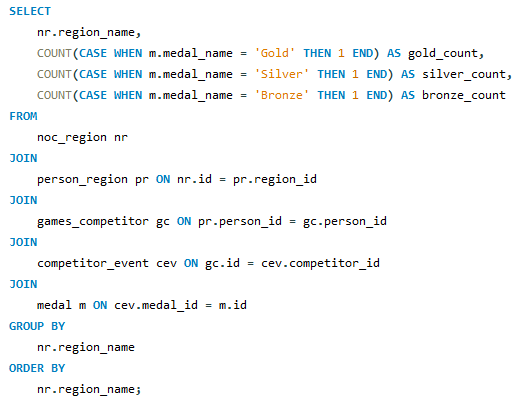 SELECT
nr.region_name,
COUNT(CASE WHEN m.medal_name = 'Gold' THEN 1 END) AS gold_count,
COUNT(CASE WHEN m.medal_name = 'Silver' THEN 1 END) AS silver_count,
COUNT(CASE WHEN m.medal_name = 'Bronze' THEN 1 END) AS bronze_count
FROM
noc_region nr
JOIN
person_region pr ON nr.id = pr.region_id
JOIN
games_competitor gc ON pr.person_id = gc.person_id
JOIN
competitor_event cev ON gc.id = cev.competitor_id
JOIN
medal m ON cev.medal_id = m.id
GROUP BY
nr.region_name
ORDER BY
nr.region_name;